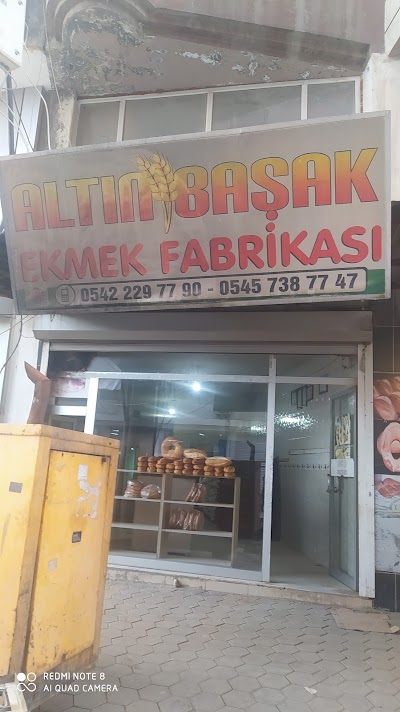 ALTIN BAŞAK
EKMEK FABRİKASI
0542 229 77 90 - 0545 738 77 47
REDMI NOTE 8
AI QUAD CAMERA